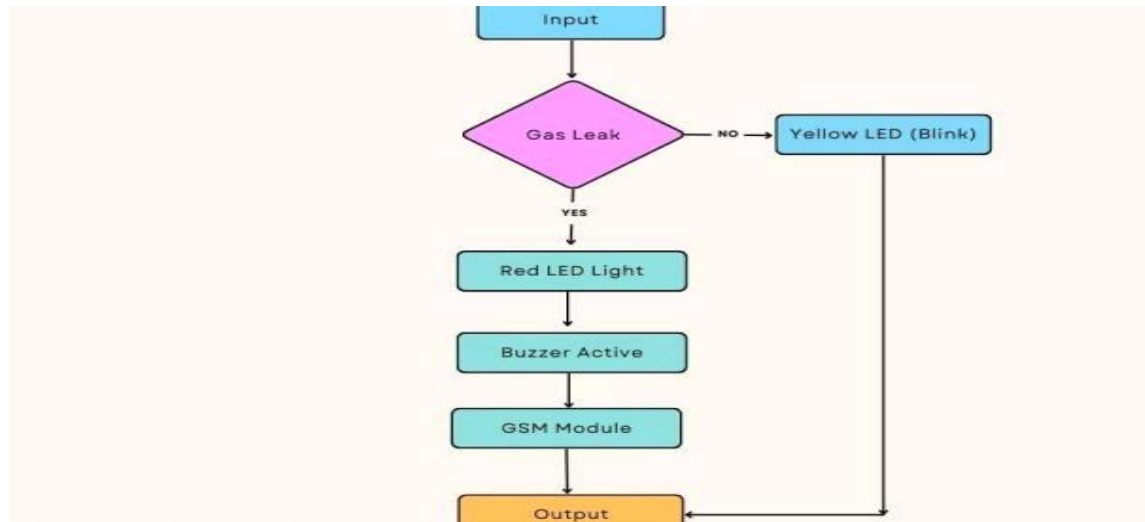 Input
Gas Leak
NO
Yellow LED (Blink)
YES
Red LED Light
Buzzer Active
GSM Module
Output